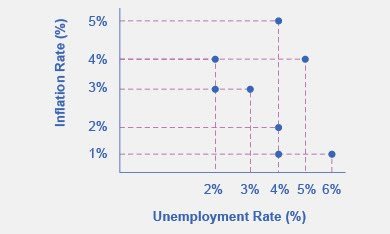 Inflation Rate (%)
5%
4%
3%
2%
1%
2% 3% 4% 5% 6%
Unemployment Rate (%)